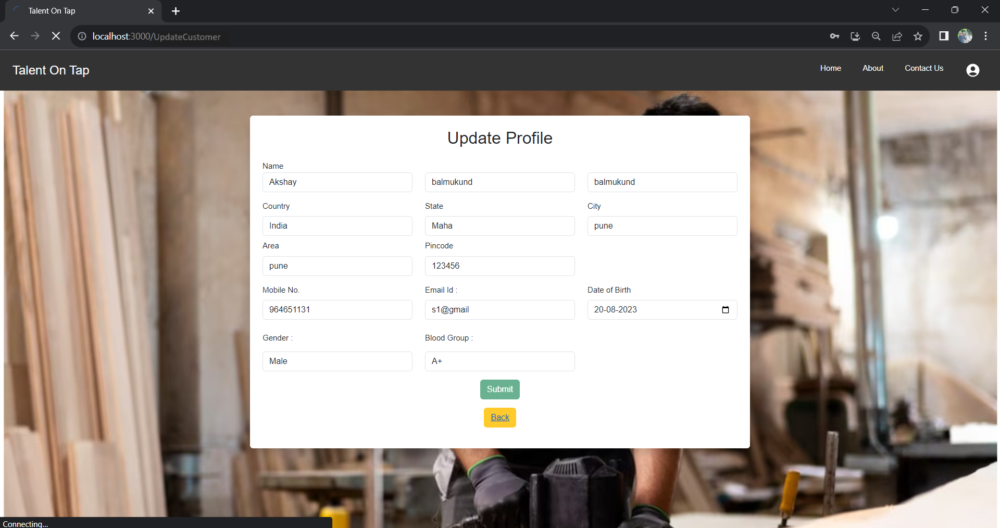 Talent On Tap
localhost:3000/UpdateCustomer
Talent On Tap
Home About Contact Us
Update Profile
Name
Akshay balmukund balmukund
Country State City
India Maha pune
Area Pincode
pune 123456
Mobile No. Email Id : Date of Birth
964651131 s1@gmail 20-08-2023
Gender : Blood Group :
Male A+
Submit
Back
Connecting...